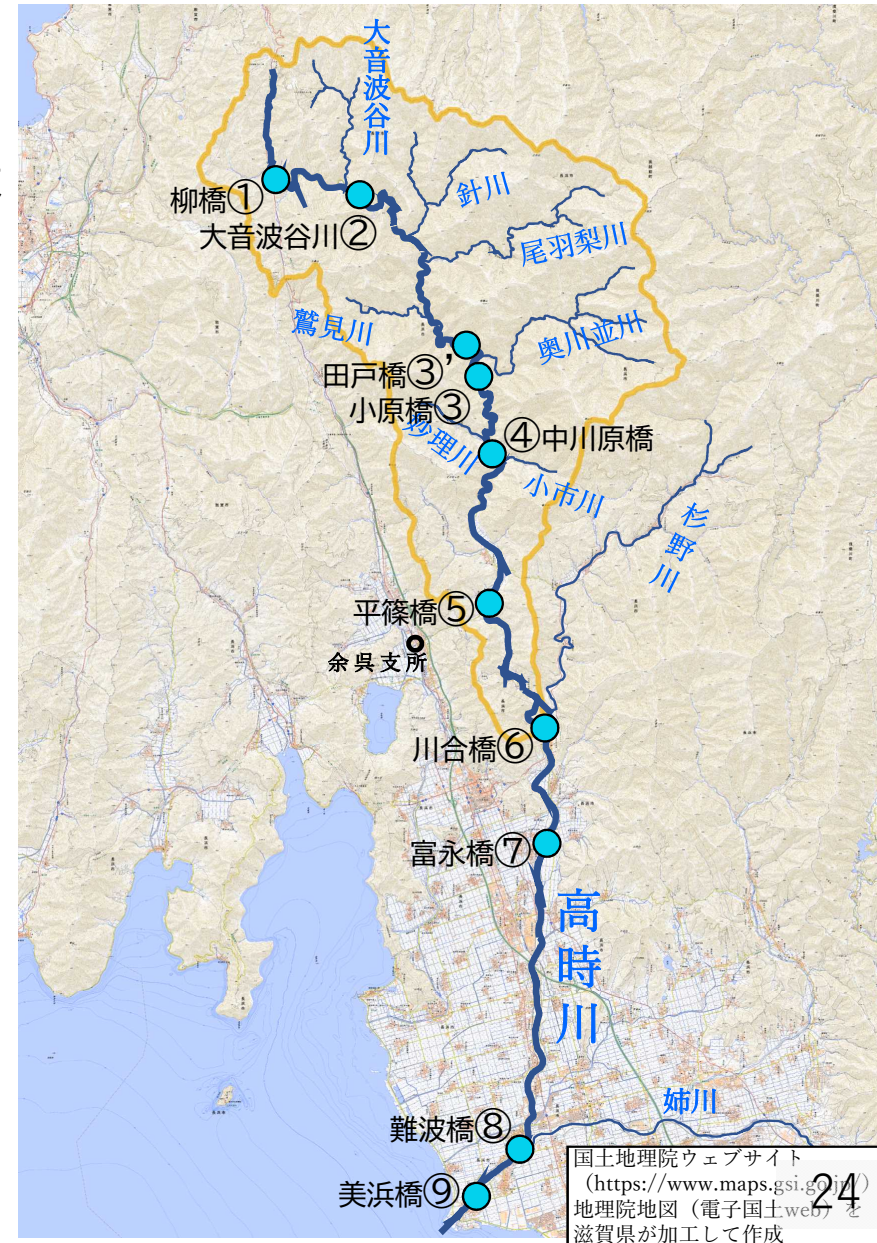 大音波谷川
柳橋①
針川
大音波谷川②
尾羽梨川
鷲見川
奥川並川
田戸橋③’
小原橋③
④中川原橋
妙理川
小市川
杉野川
平篠橋⑤
余呉支所
川合橋⑥
富永橋⑦
高時川
姉川
難波橋⑧
美浜橋⑨
国土地理院ウェブサイト
（https://www.maps.gsi.go.jp/）
地理院地図（電子国土web）を
滋賀県が加工して作成
24